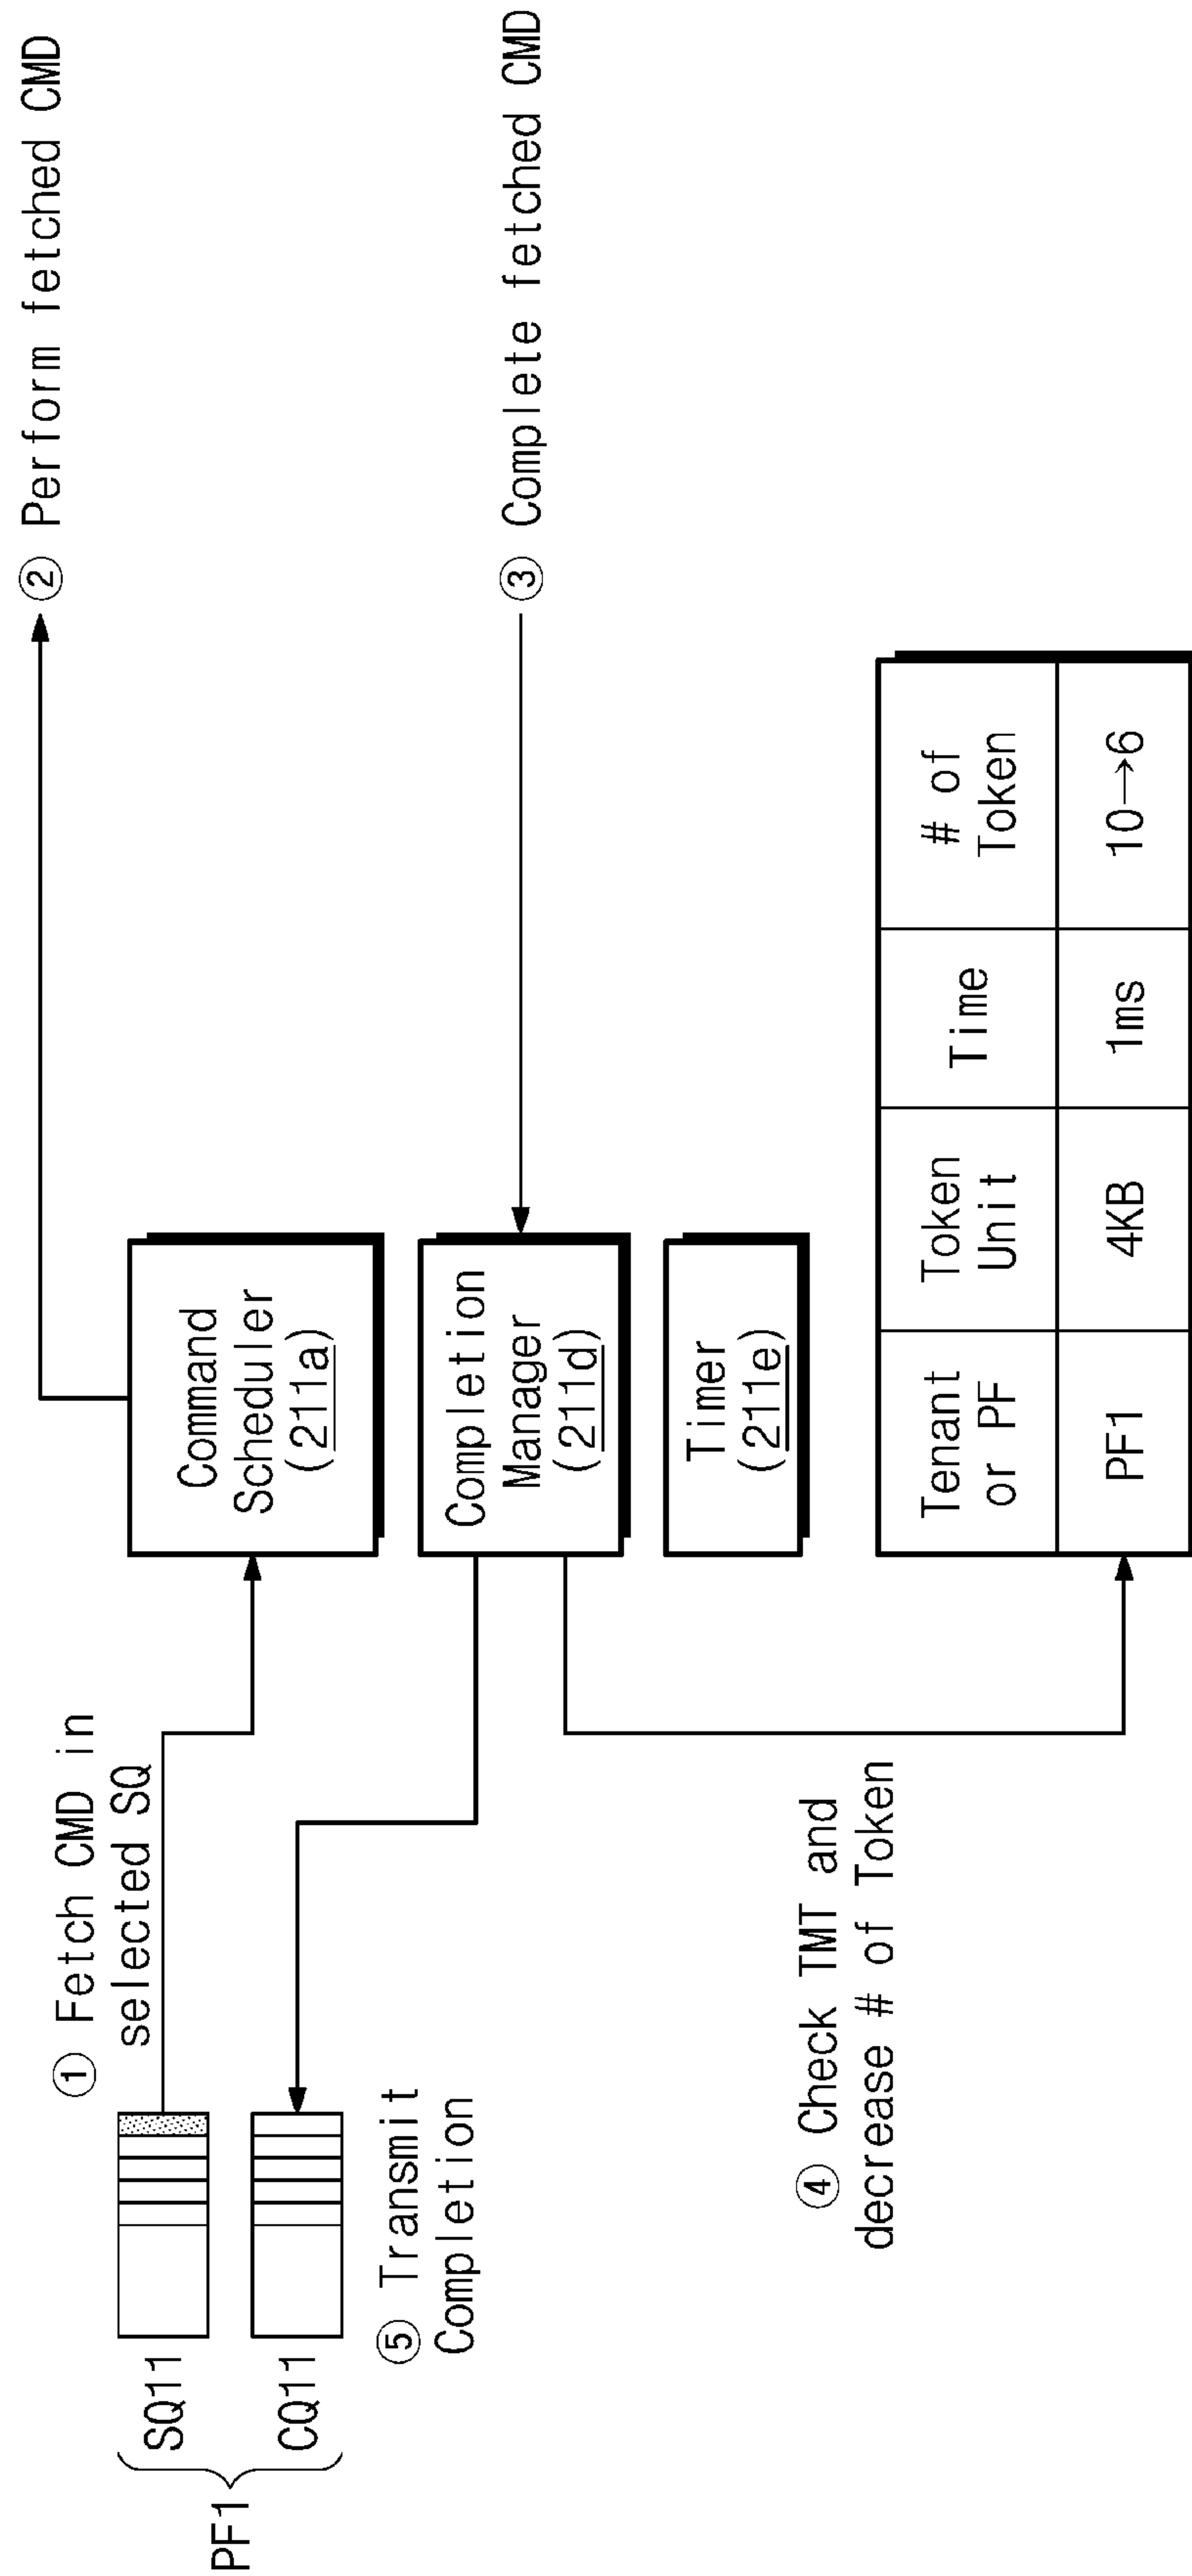 ① Fetch CMD in
selected SQ
② Perform fetched CMD
PF1
SQ11
CQ11
Command
Scheduler
(211a)
⑤ Transmit
Completion
Completion
Manager
(211d)
③ Complete fetched CMD
Timer
(211e)
④ Check TMT and
decrease # of Token
Tenant
or PF
Token
Unit
Time
# of
Token
PF1
4KB
1ms
10→6